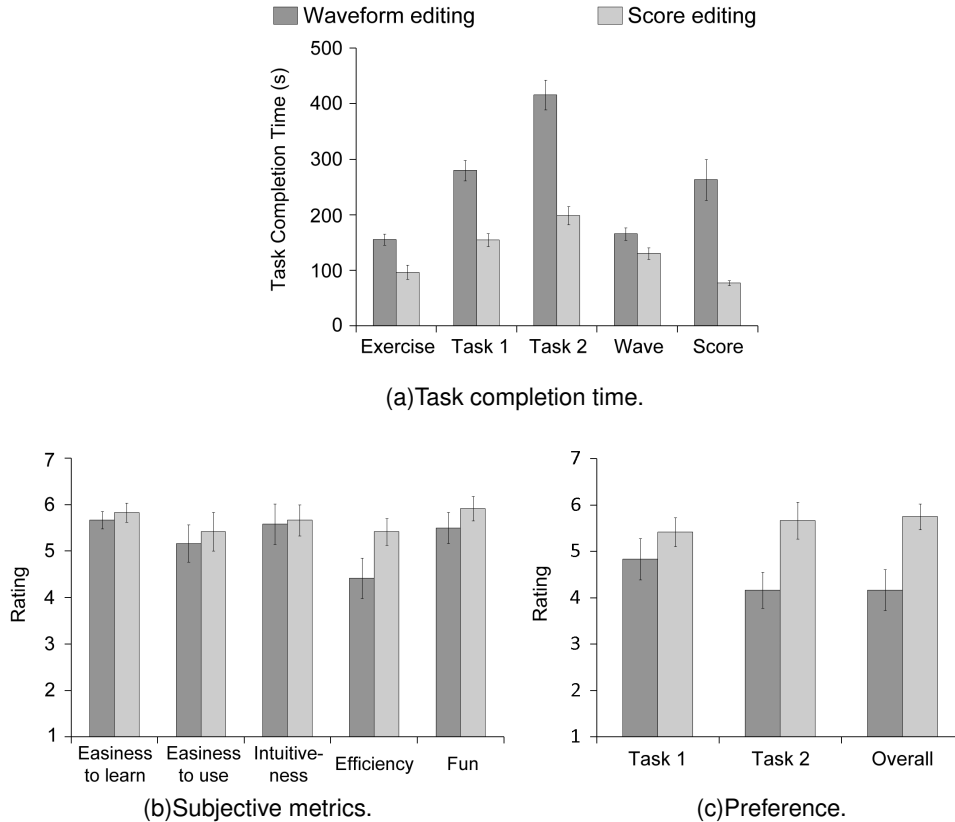 Waveform editing Score editing
Task Completion Time (s)
500
400
300
200
100
0
Exercise Task 1 Task 2 Wave Score
(a)Task completion time.
Rating
7
6
5
4
3
2
1
Easiness to learn
Easiness to use
Intuitive-ness
Efficiency
Fun
(b)Subjective metrics.
Rating
7
6
5
4
3
2
1
Task 1 Task 2 Overall
(c)Preference.